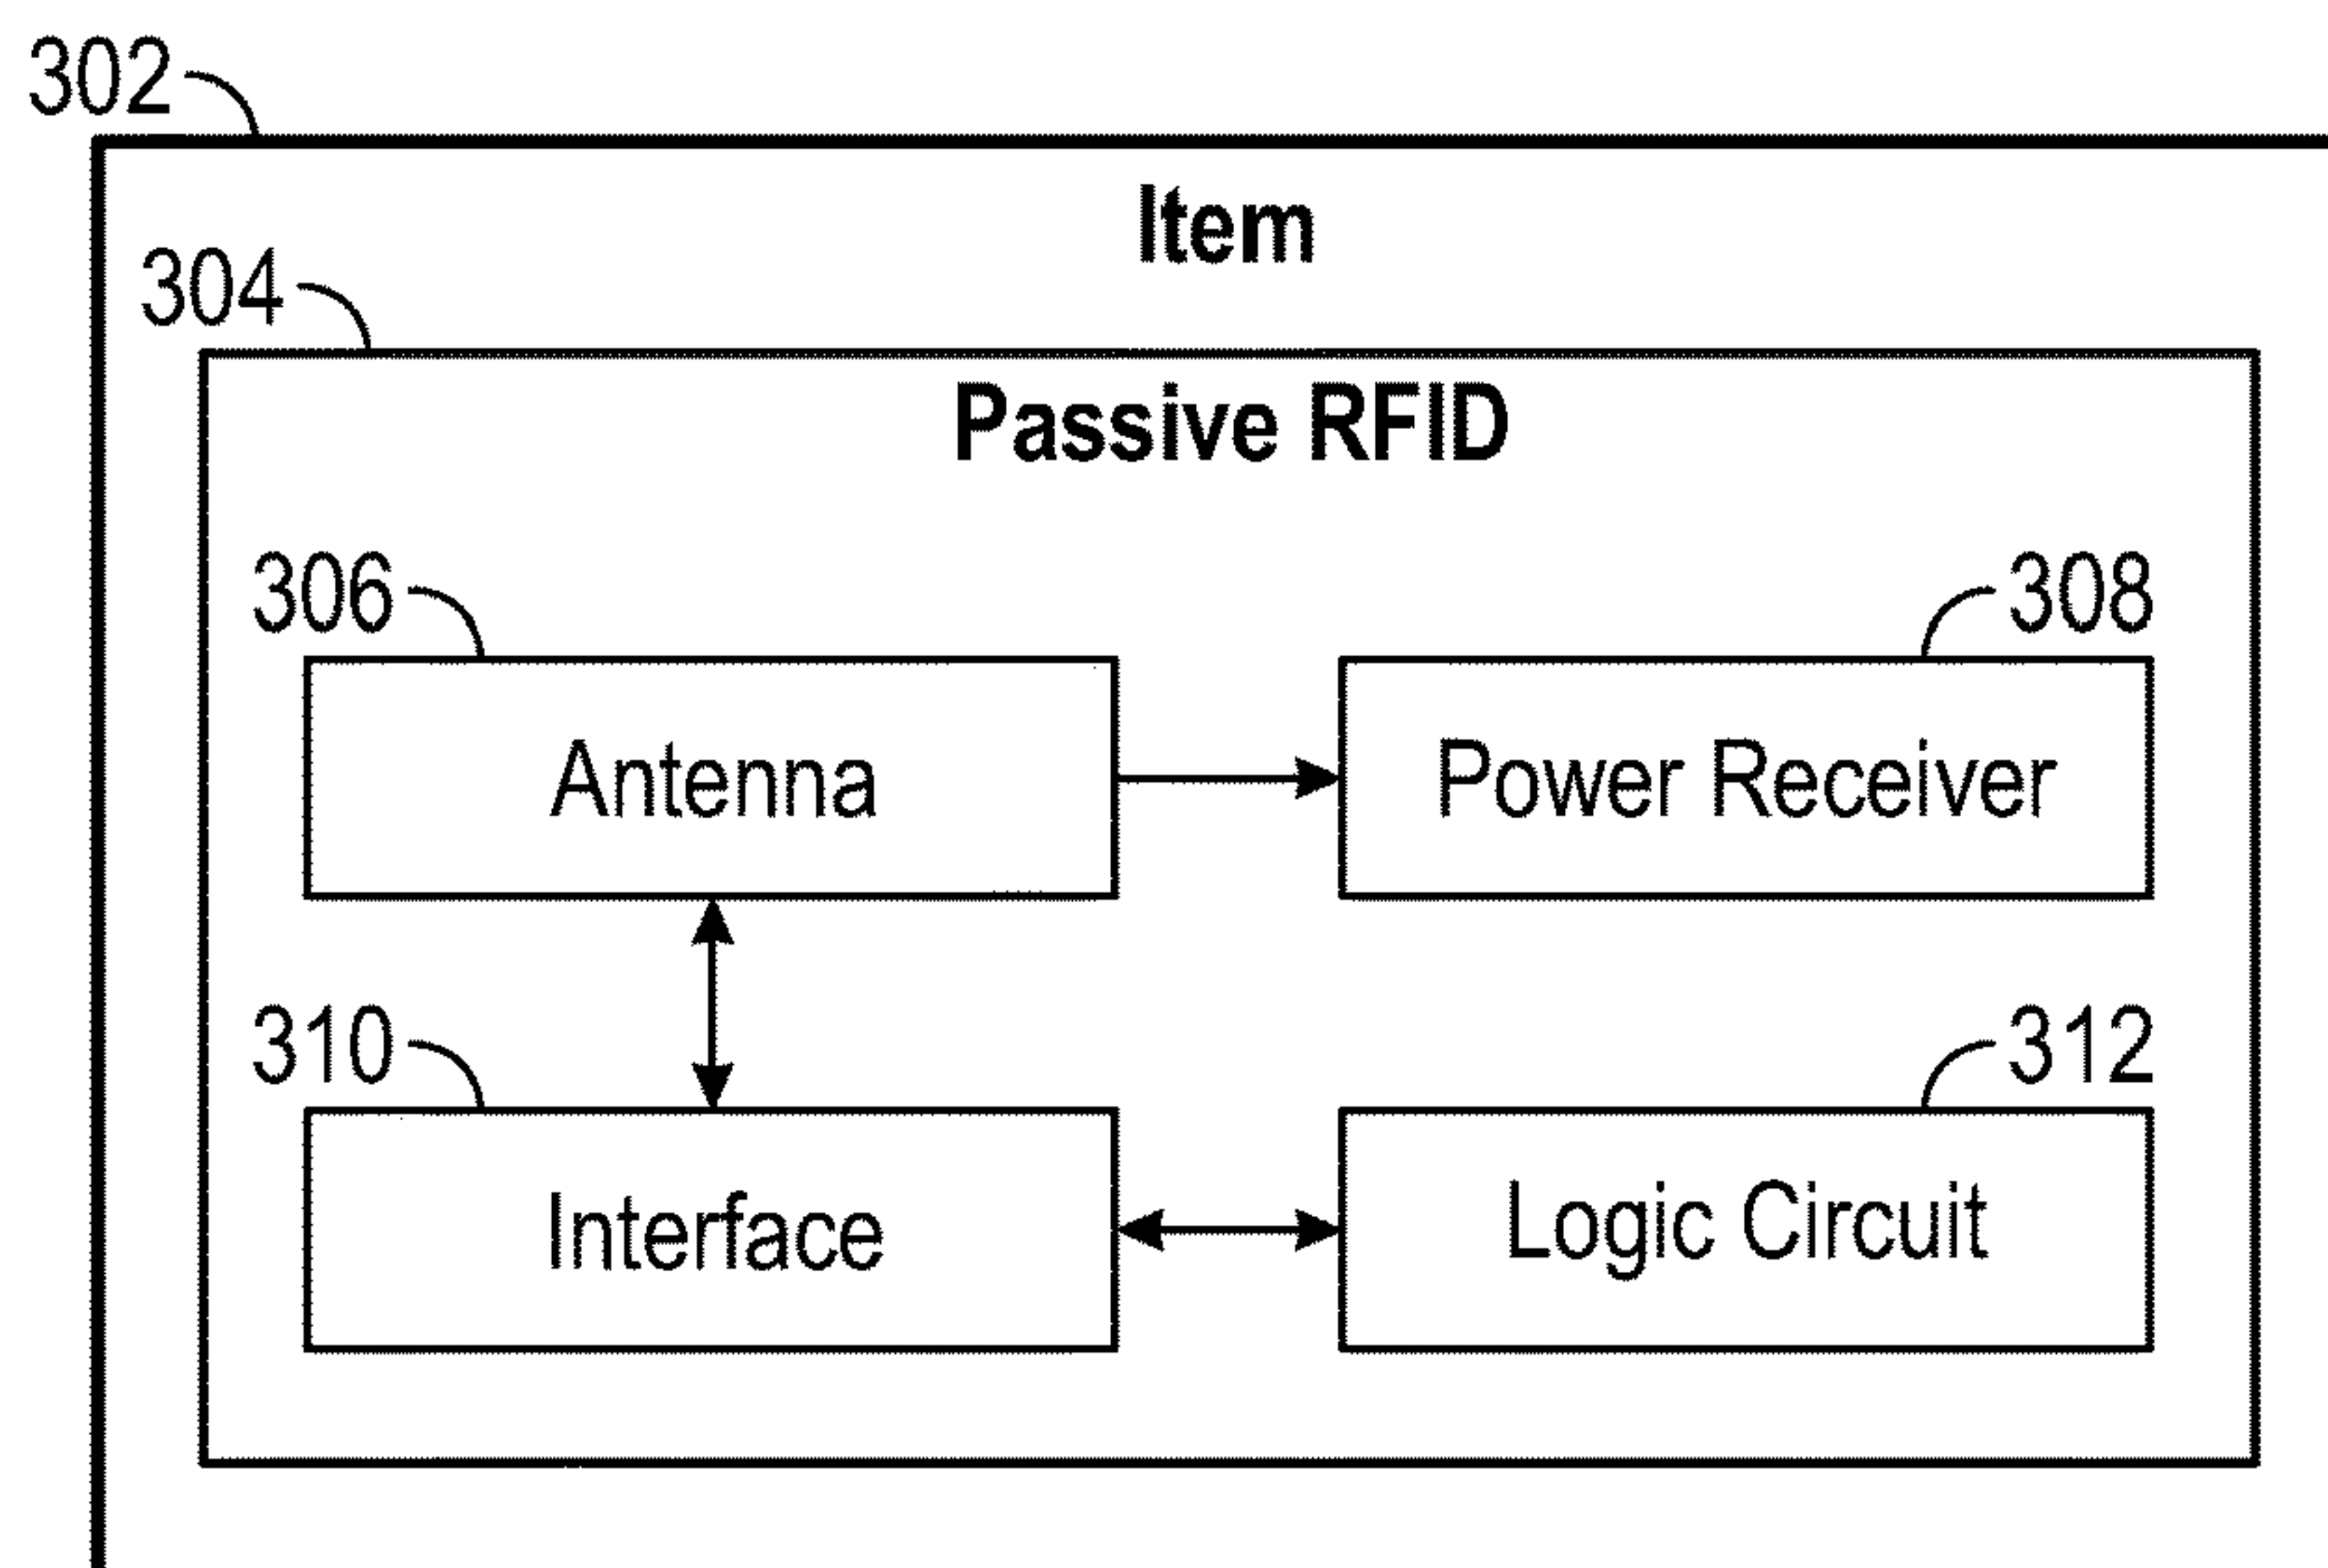 302
Item
304
Passive RFID
306
308
Antenna
Power Receiver
310
312
Interface
Logic Circuit